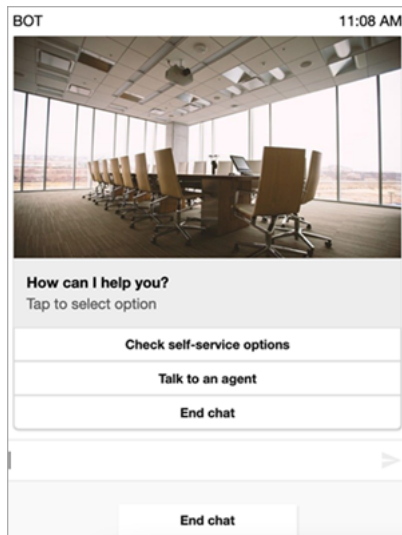 BOT 11:08 AM
How can I help you?
Tap to select option
Check self-service options
Talk to an agent
End chat
End chat